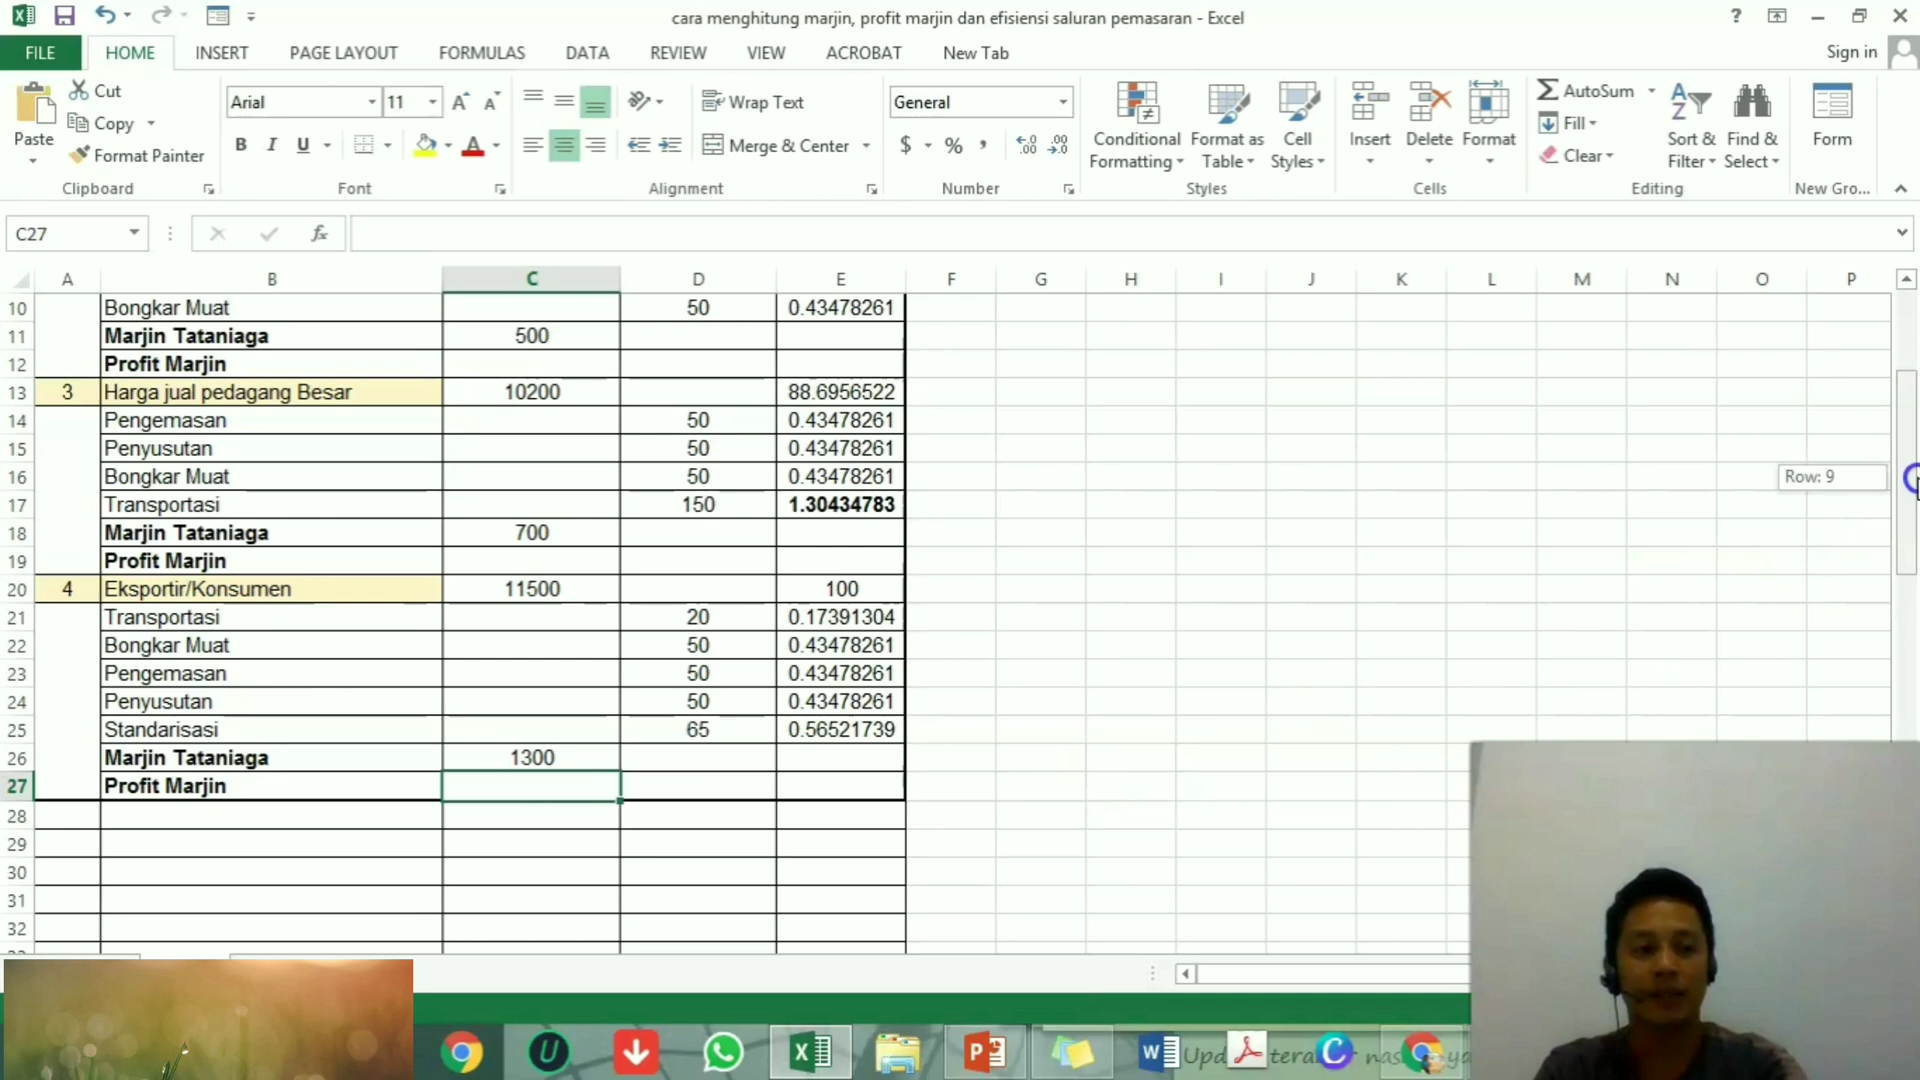 cara menghitung marjin, profit marjin dan efisiensi saluran pemasaran - Excel
FILE HOME INSERT PAGE LAYOUT FORMULAS DATA REVIEW VIEW ACROBAT New Tab Sign in
Paste Cut Copy Format Painter Clipboard
Arial 11 B I U Font
Wrap Text Merge & Center Alignment
General $ % , Number
Conditional Formatting Format as Table Cell Styles Styles
Insert Delete Format Cells
AutoSum Fill Clear Sort & Filter Find & Select Editing
Form New Gro...
C27 fx
A B C D E F G H I J K L M N O P
10 Bongkar Muat 50 0.43478261
11 Marjin Tataniaga 500
12 Profit Marjin
13 3 Harga jual pedagang Besar 10200 88.6956522
14 Pengemasan 50 0.43478261
15 Penyusutan 50 0.43478261
16 Bongkar Muat 50 0.43478261
Row: 9
17 Transportasi 150 1.30434783
18 Marjin Tataniaga 700
19 Profit Marjin
20 4 Eksportir/Konsumen 11500 100
21 Transportasi 20 0.17391304
22 Bongkar Muat 50 0.43478261
23 Pengemasan 50 0.43478261
24 Penyusutan 50 0.43478261
25 Standarisasi 65 0.56521739
26 Marjin Tataniaga 1300
27 Profit Marjin
28
29
30
31
32